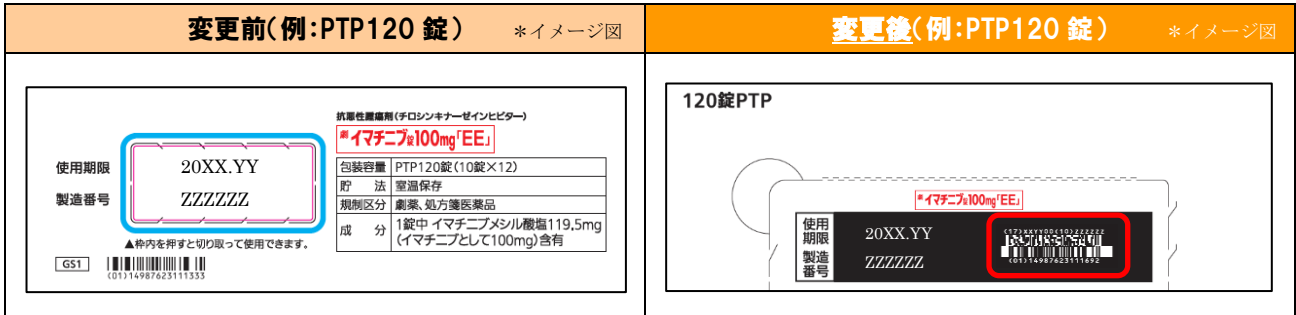 変更前(例:PTP120 錠) *イメージ図
変更後(例:PTP120 錠) *イメージ図
抗悪性腫瘍剤(チロシンキナーゼインヒビター)
劇 イマチニブ錠100mg「EE」
使用期限 20XX.YY
製造番号 ZZZZZZ
包装容量 PTP120錠(10錠×12)
貯 法 室温保存
規制区分 劇薬、処方箋医薬品
成 分 1錠中 イマチニブメシル酸塩119.5mg
(イマチニブとして100mg)含有
▲枠内を押すと切り取って使用できます。
GS1
(01)14987623111333
120錠PTP
劇 イマチニブ錠100mg「EE」
使用
期限 20XX.YY
製造
番号 ZZZZZZ
(17)XXYY00(10)ZZZZZZ
(01)14987623111692